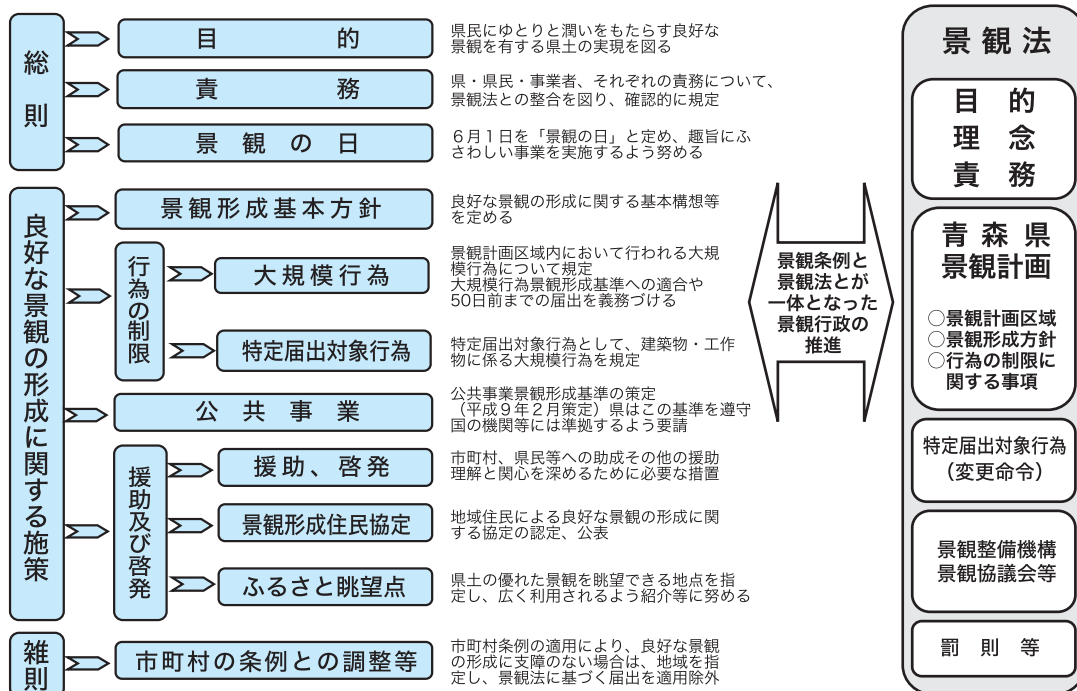 総則
目的
県民にゆとりと潤いをもたらす良好な
景観を有する県土の実現を図る
責務
県・県民・事業者、それぞれの責務について、
景観法との整合を図り、確認的に規定
景観の日
６月１日を「景観の日」と定め、趣旨にふ
さわしい事業を実施するよう努める
良好な景観の形成に関する施策
景観形成基本方針
良好な景観の形成に関する基本構想等
を定める
行為の制限
大規模行為
景観計画区域内において行われる大規
模行為について規定
大規模行為景観形成基準への適合や
50日前までの届出を義務づける
特定届出対象行為
特定届出対象行為として、建築物・工作
物に係る大規模行為を規定
公共事業
公共事業景観形成基準の策定
（平成９年２月策定）県はこの基準を遵守
国の機関等には準拠するよう要請
援助及び啓発
援助、啓発
市町村、県民等への助成その他の援助
理解と関心を深めるために必要な措置
景観形成住民協定
地域住民による良好な景観の形成に関
する協定の認定、公表
ふるさと眺望点
県土の優れた景観を眺望できる地点を指
定し、広く利用されるよう紹介等に努める
雑則
市町村の条例との調整等
市町村条例の適用により、良好な景観
の形成に支障のない場合は、地域を指
定し、景観法に基づく届出を適用除外
景観条例と
景観法とが
一体となった
景観行政の
推進
景観法
目的
理念
責務
青森県
景観計画
○景観計画区域
○景観形成方針
○行為の制限に
関する事項
特定届出対象行為
（変更命令）
景観整備機構
景観協議会等
罰則等